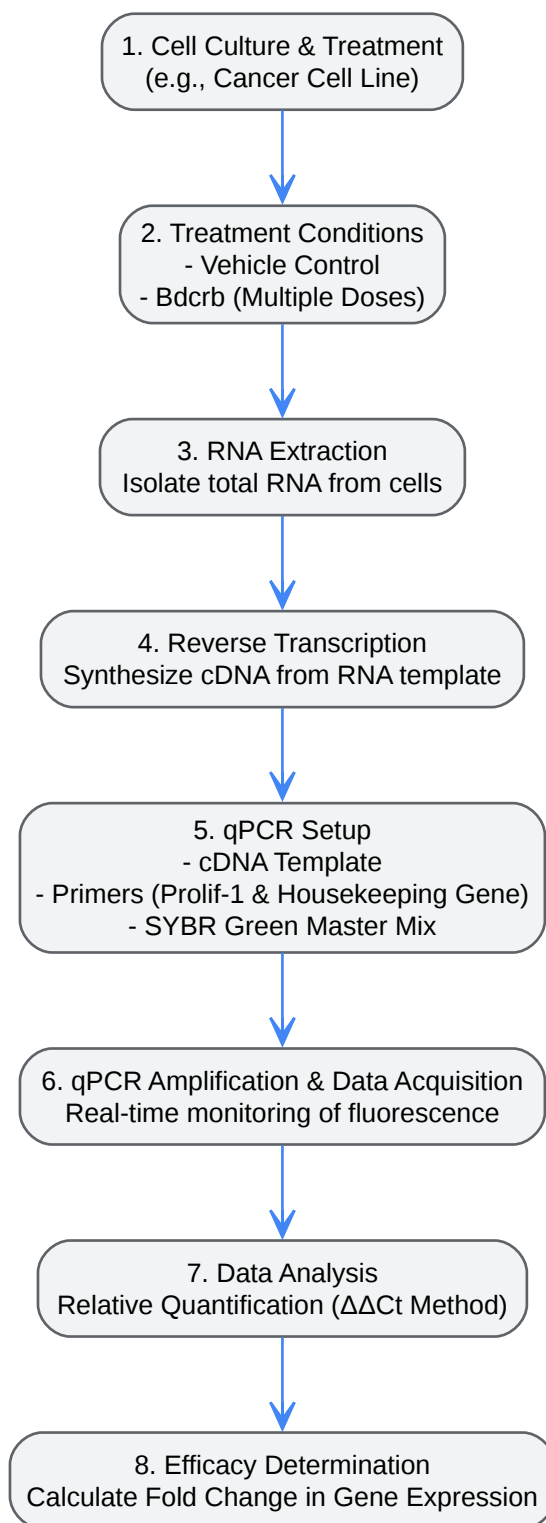 1. Cell Culture & Treatment
(e.g., Cancer Cell Line)
2. Treatment Conditions
- Vehicle Control
- Bdcrb (Multiple Doses)
3. RNA Extraction
Isolate total RNA from cells
4. Reverse Transcription
Synthesize cDNA from RNA template
5. qPCR Setup
- cDNA Template
- Primers (Prolif-1 & Housekeeping Gene)
- SYBR Green Master Mix
6. qPCR Amplification & Data Acquisition
Real-time monitoring of fluorescence
7. Data Analysis
Relative Quantification (ΔΔCt Method)
8. Efficacy Determination
Calculate Fold Change in Gene Expression